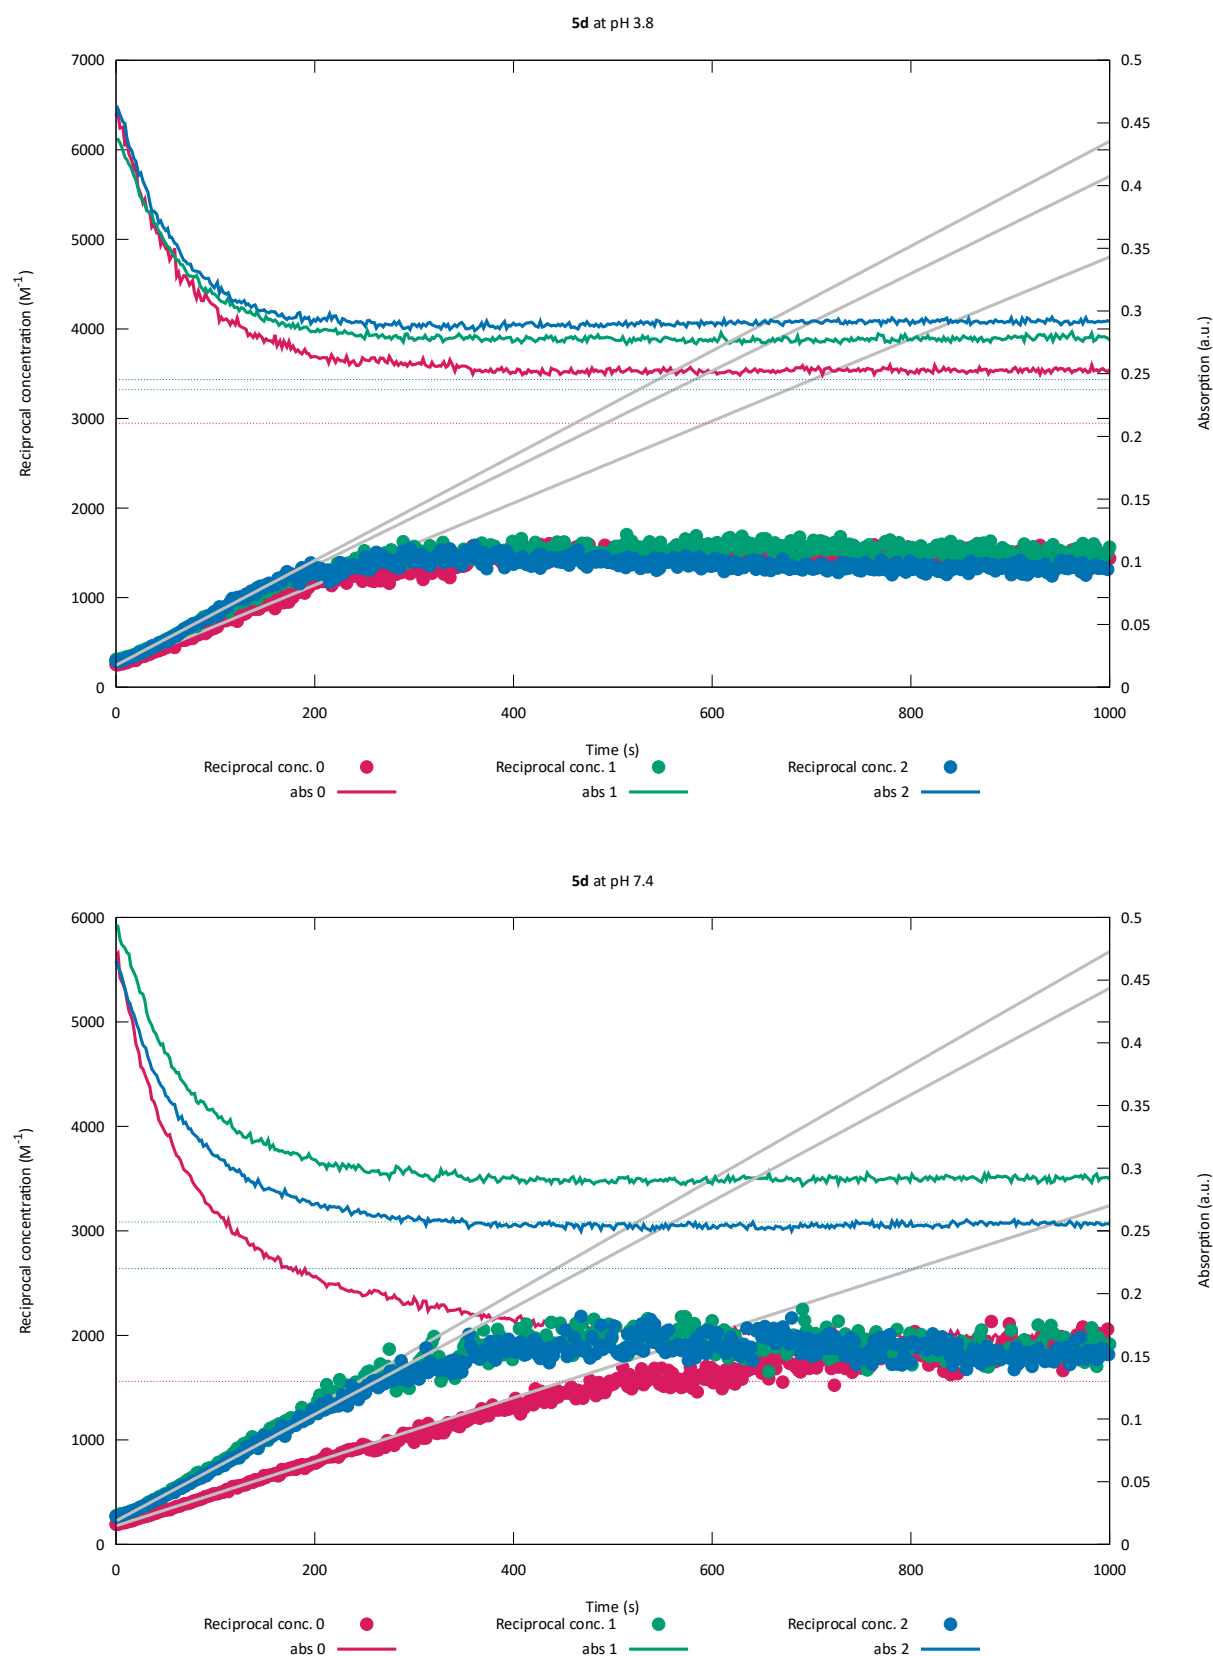 5d at pH 3.8
7000
6000
5000
4000
3000
2000
1000
0
0.5
0.45
0.4
0.35
0.3
0.25
0.2
0.15
0.1
0.05
0
Reciprocal concentration (M⁻¹)
Absorption (a.u.)
0 200 400 600 800 1000
Time (s)
Reciprocal conc. 0 Reciprocal conc. 1 Reciprocal conc. 2
abs 0 abs 1 abs 2
5d at pH 7.4
6000
5000
4000
3000
2000
1000
0
0.5
0.45
0.4
0.35
0.3
0.25
0.2
0.15
0.1
0.05
0
Reciprocal concentration (M⁻¹)
Absorption (a.u.)
0 200 400 600 800 1000
Time (s)
Reciprocal conc. 0 Reciprocal conc. 1 Reciprocal conc. 2
abs 0 abs 1 abs 2